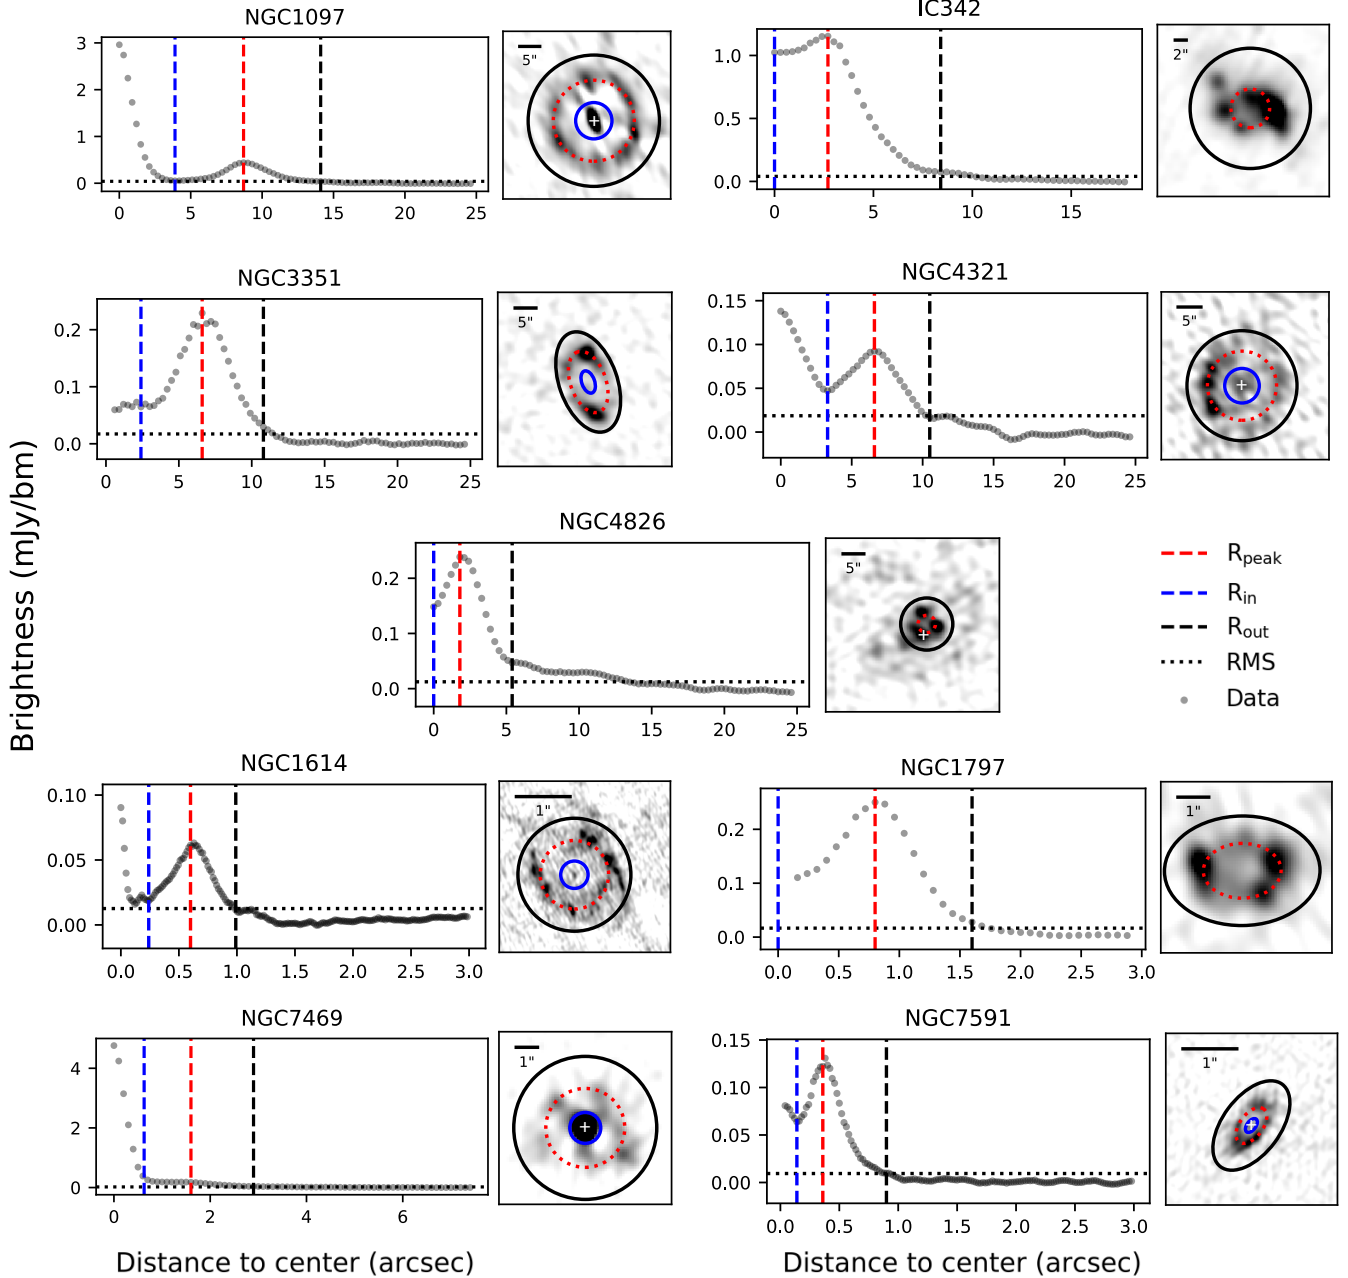 NGC1097
3
2
1
0
0 5 10 15 20 25
5"
IC342
1.0
0.5
0.0
0 5 10 15
2"
NGC3351
0.2
0.1
0.0
0 5 10 15 20 25
5"
NGC4321
0.15
0.10
0.05
0.00
0 5 10 15 20 25
5"
Brightness (mJy/bm)
NGC4826
0.2
0.1
0.0
0 5 10 15 20 25
5"
R_peak
R_in
R_out
RMS
Data
NGC1614
0.10
0.05
0.00
0.0 0.5 1.0 1.5 2.0 2.5 3.0
1"
NGC1797
0.2
0.1
0.0
0.0 0.5 1.0 1.5 2.0 2.5 3.0
1"
NGC7469
4
2
0
0 2 4 6
1"
NGC7591
0.15
0.10
0.05
0.00
0.0 0.5 1.0 1.5 2.0 2.5 3.0
1"
Distance to center (arcsec)
Distance to center (arcsec)